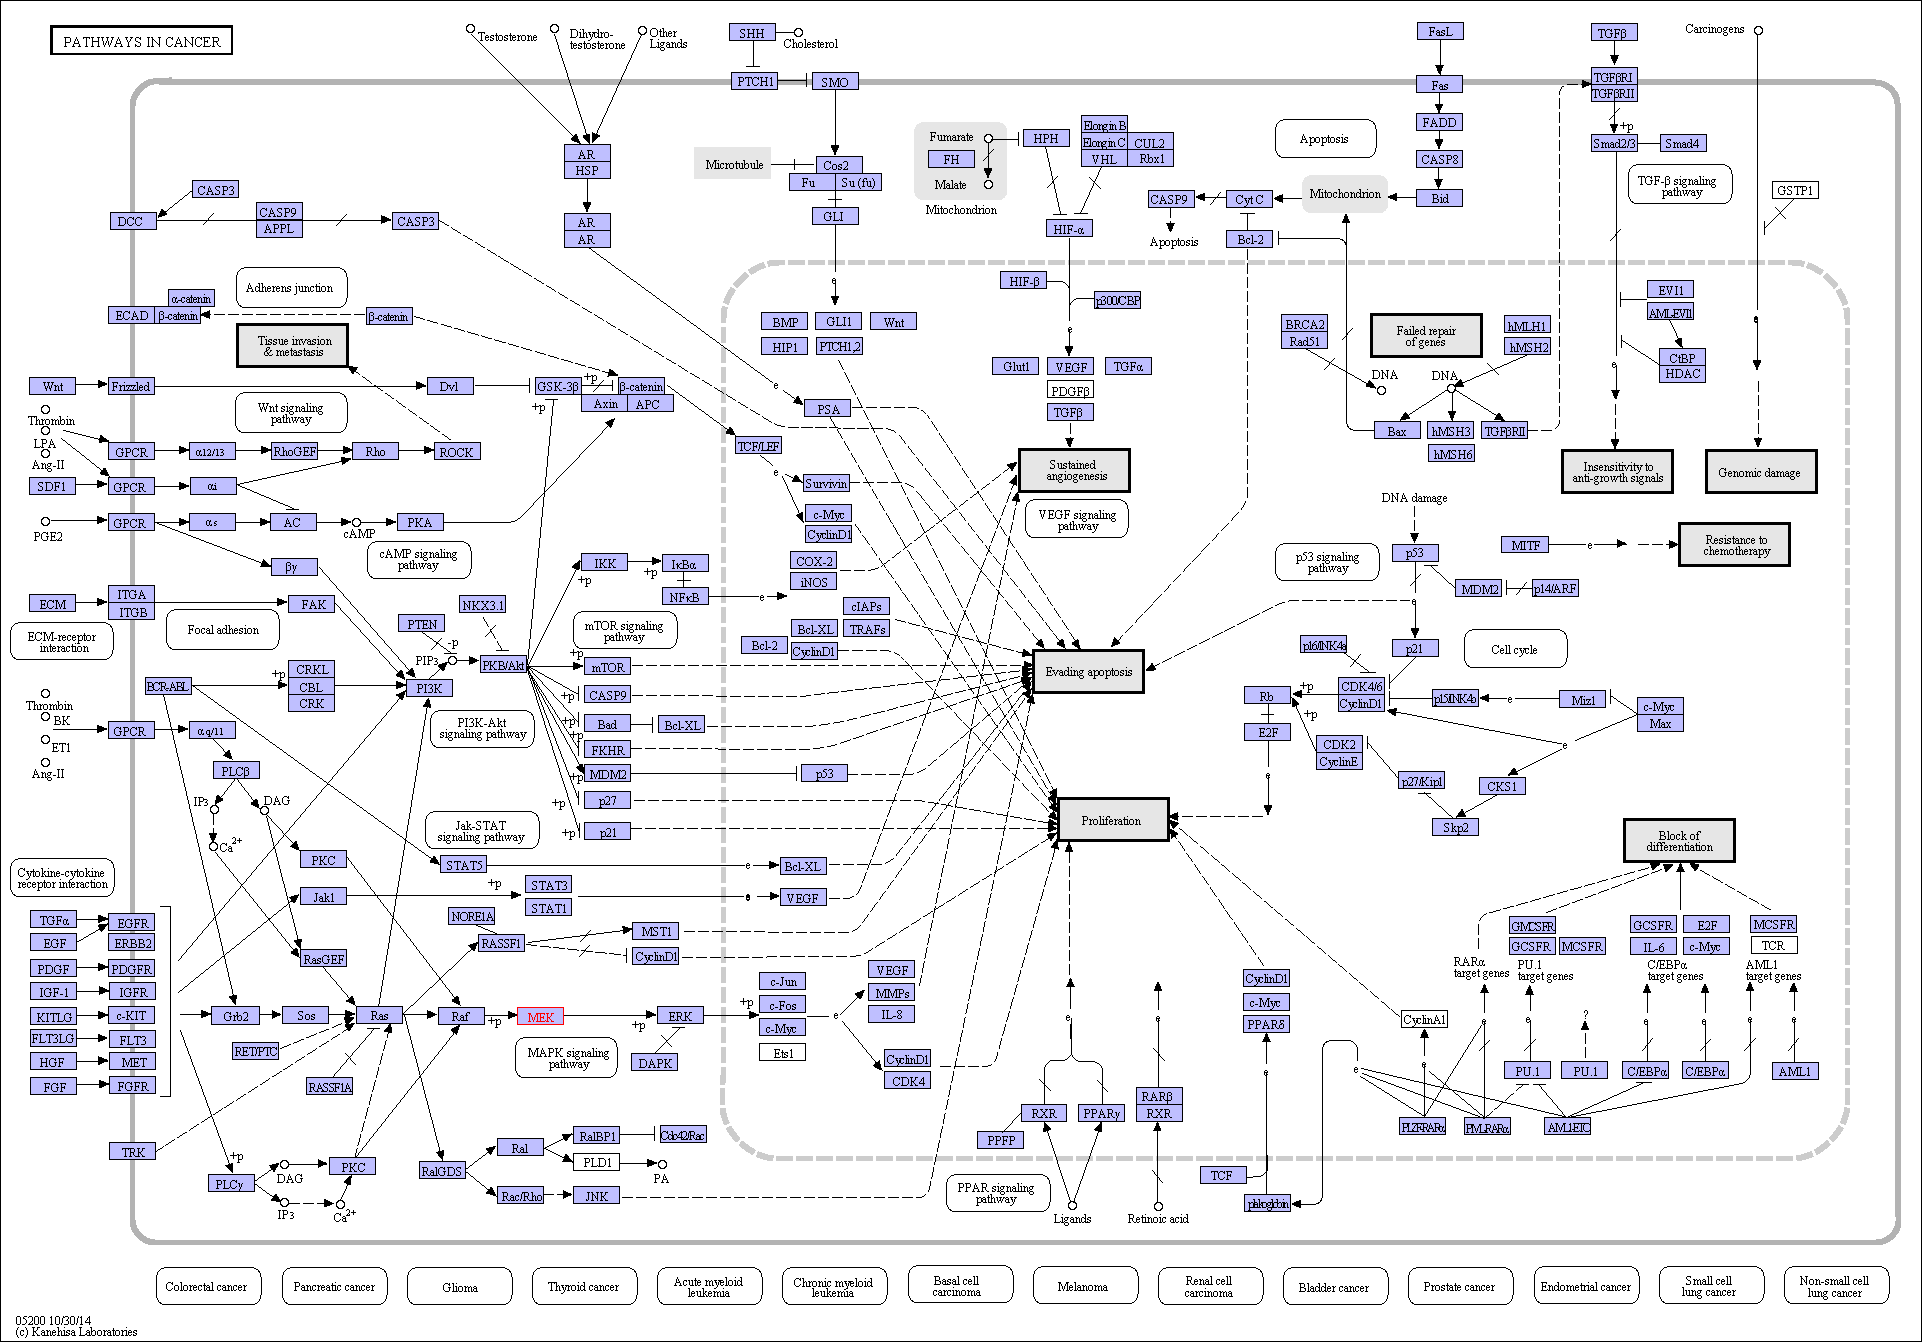 PATHWAYS IN CANCER
Testosterone
Dihydro-
testosterone
Other
Ligands
SHH
Cholesterol
PTCH1
SMO
FasL
Fas
FADD
CASP8
Bid
TGFβ
TGFβRI
TGFβRII
+p
Smad2/3
Smad4
TGF-β signaling
pathway
Carcinogens
GSTP1
AR
HSP
AR
AR
Microtubule
Cos2
Fu
Su (fu)
GLI
Fumarate
FH
Malate
Mitochondrion
HPH
Elongin B
Elongin C
CUL2
VHL
Rbx1
HIF-α
Apoptosis
Mitochondrion
CytC
CASP9
Apoptosis
Bcl-2
CASP3
DCC
CASP9
APPL
CASP3
Adherens junction
α-catenin
ECAD
β-catenin
β-catenin
Tissue invasion
& metastasis
e
BMP
GLI1
Wnt
HIP1
PTCH1,2
HIF-β
p300/CBP
e
Glut1
VEGF
TGFα
PDGFβ
TGFβ
BRCA2
Rad51
DNA
Failed repair
of genes
hMLH1
hMSH2
DNA
Bax
hMSH3
TGFβRII
hMSH6
EVI1
AML-EVI1
CtBP
HDAC
e
e
Wnt
Frizzled
Dvl
GSK-3β
+p
β-catenin
Axin
APC
+p
e
PSA
Wnt signaling
pathway
Thrombin
LPA
Ang-II
GPCR
α12/13
RhoGEF
Rho
ROCK
TCF/LEF
e
Sustained
angiogenesis
Insensitivity to
anti-growth signals
Genomic damage
SDF1
GPCR
αi
Survivin
c-Myc
CyclinD1
VEGF signaling
pathway
DNA damage
PGE2
GPCR
αs
AC
cAMP
PKA
cAMP signaling
pathway
βγ
IKK
+p
+p
IκBα
NFκB
e
COX-2
iNOS
p53 signaling
pathway
p53
e
MDM2
p14/ARF
MITF
e
Resistance to
chemotherapy
ECM
ITGA
ITGB
FAK
NKX3.1
PTEN
-p
PIP3
PKB/Akt
ECM-receptor
interaction
Focal adhesion
mTOR signaling
pathway
cIAPs
Bcl-XL
TRAFs
Bcl-2
CyclinD1
Evading apoptosis
p16/INK4a
p21
Cell cycle
BCR-ABL
+p
CRKL
CBL
CRK
PI3K
PI3K-Akt
signaling pathway
+p
mTOR
+p
CASP9
+p
Bad
Bcl-XL
+p
FKHR
+p
MDM2
p53
+p
p27
+p
p21
Rb
+p
CDK4/6
CyclinD1
p15/INK4b
e
Miz1
c-Myc
Max
+p
E2F
CDK2
CyclinE
e
e
p27/Kip1
CKS1
Skp2
Thrombin
BK
ET1
Ang-II
GPCR
αq/11
PLCβ
IP3
DAG
Ca2+
PKC
Jak-STAT
signaling pathway
Proliferation
STAT5
e
Bcl-XL
Cytokine-cytokine
receptor interaction
Jak1
+p
STAT3
STAT1
e
VEGF
Block of
differentiation
TGFα
EGFR
EGF
ERBB2
PDGF
PDGFR
IGF-1
IGFR
KITLG
c-KIT
FLT3LG
FLT3
HGF
MET
FGF
FGFR
NORE1A
RASSF1
MST1
CyclinD1
RasGEF
Grb2
Sos
Ras
Raf
+p
MEK
+p
ERK
+p
DAPK
MAPK signaling
pathway
RET/PTC
RASSF1A
c-Jun
c-Fos
c-Myc
Ets1
e
VEGF
MMPs
IL-8
CyclinD1
CDK4
e
e
CyclinD1
c-Myc
PPARδ
e
CyclinA1
e
e
GMCSFR
GCSFR
MCSFR
GCSFR
IL-6
E2F
c-Myc
MCSFR
TCR
RARα
target genes
PU.1
target genes
C/EBPα
target genes
AML1
target genes
?
e
e
e
e
e
e
PU.1
PU.1
C/EBPα
C/EBPα
AML1
PLZF-RARα
PML-RARα
AML1-ETO
RXR
PPARγ
PPFP
RARβ
RXR
PPAR signaling
pathway
Ligands
Retinoic acid
TCF
plakoglobin
TRK
+p
PLCγ
DAG
IP3
Ca2+
PKC
RalGDS
Ral
RalBP1
Cdc42/Rac
PLD1
PA
Rac/Rho
JNK
Colorectal cancer
Pancreatic cancer
Glioma
Thyroid cancer
Acute myeloid
leukemia
Chronic myeloid
leukemia
Basal cell
carcinoma
Melanoma
Renal cell
carcinoma
Bladder cancer
Prostate cancer
Endometrial cancer
Small cell
lung cancer
Non-small cell
lung cancer
05200 10/30/14
(c) Kanehisa Laboratories